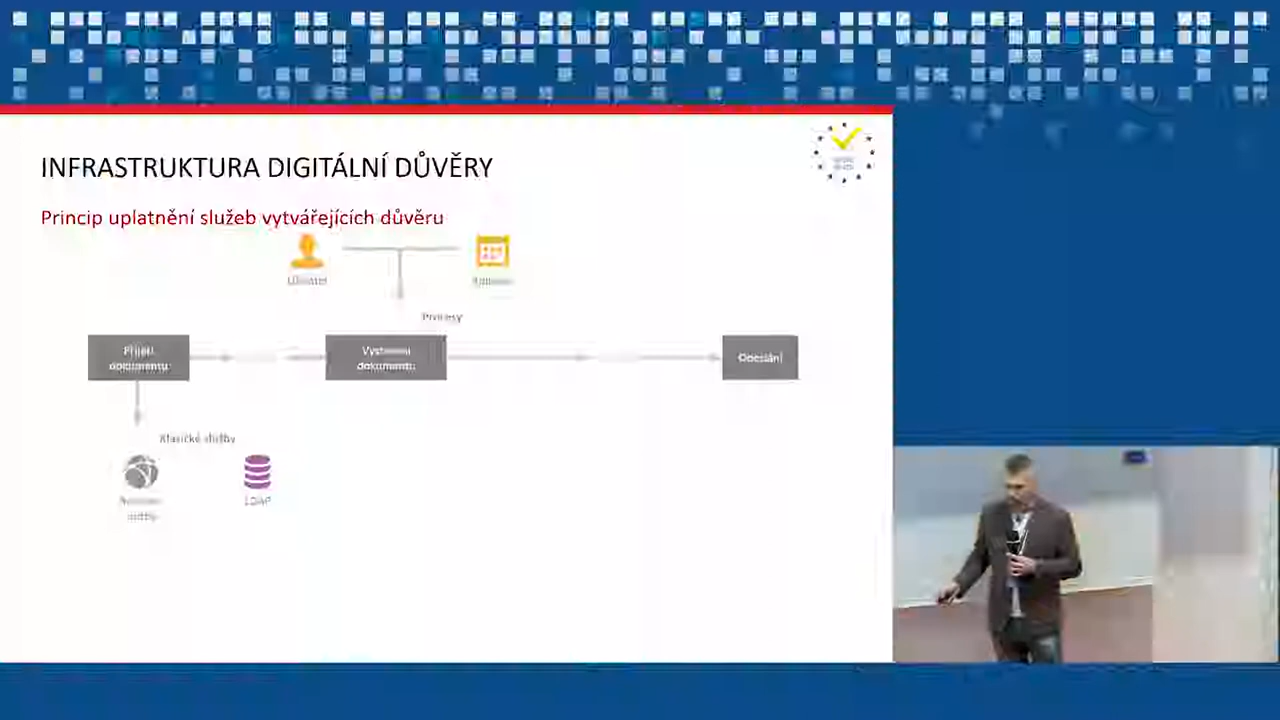 INFRASTRUKTURA DIGITÁLNÍ DŮVĚRY
Princip uplatnění služeb vytvářejících důvěru
Uživatel
Procesy
Přijetí
dokumentu
Vystavení
dokumentu
Odeslání
Klasické služby
LDAP